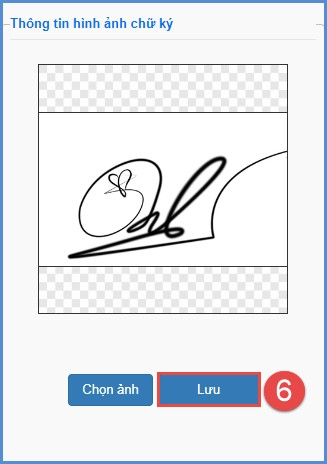 Thông tin hình ảnh chữ ký
Chọn ảnh
Lưu
6